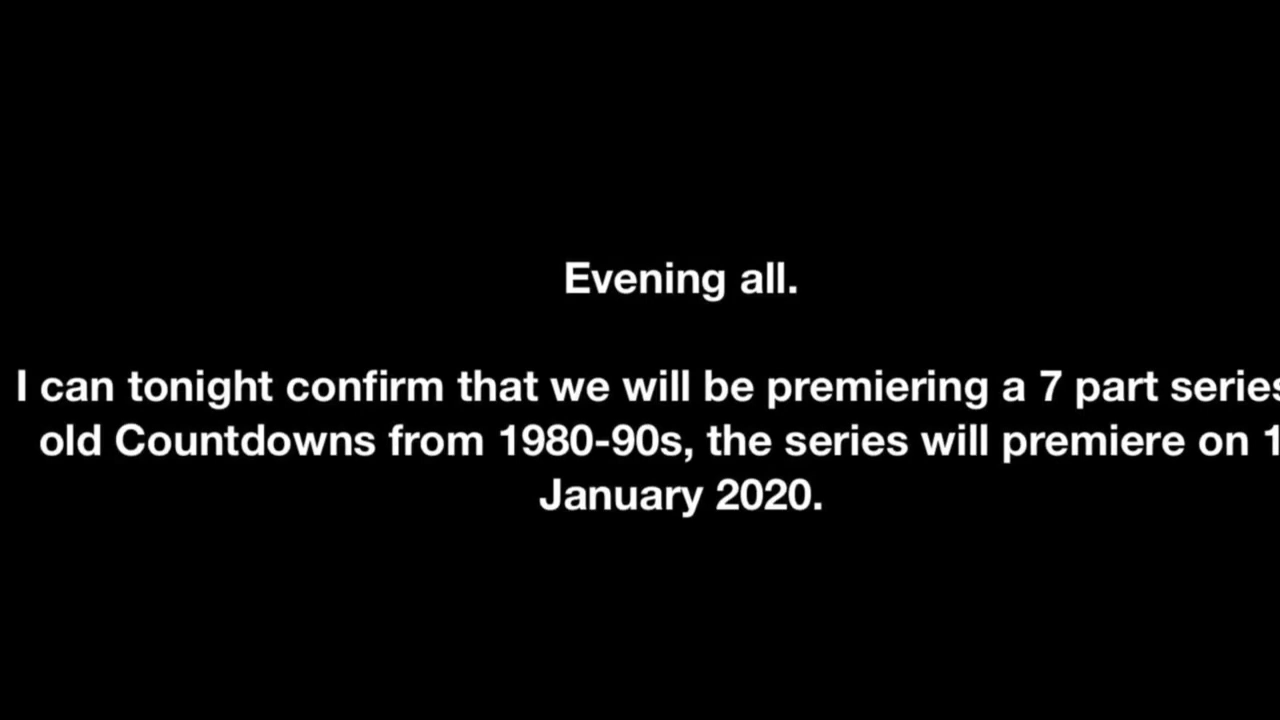 Evening all.
I can tonight confirm that we will be premiering a 7 part series
old Countdowns from 1980-90s, the series will premiere on 1
January 2020.